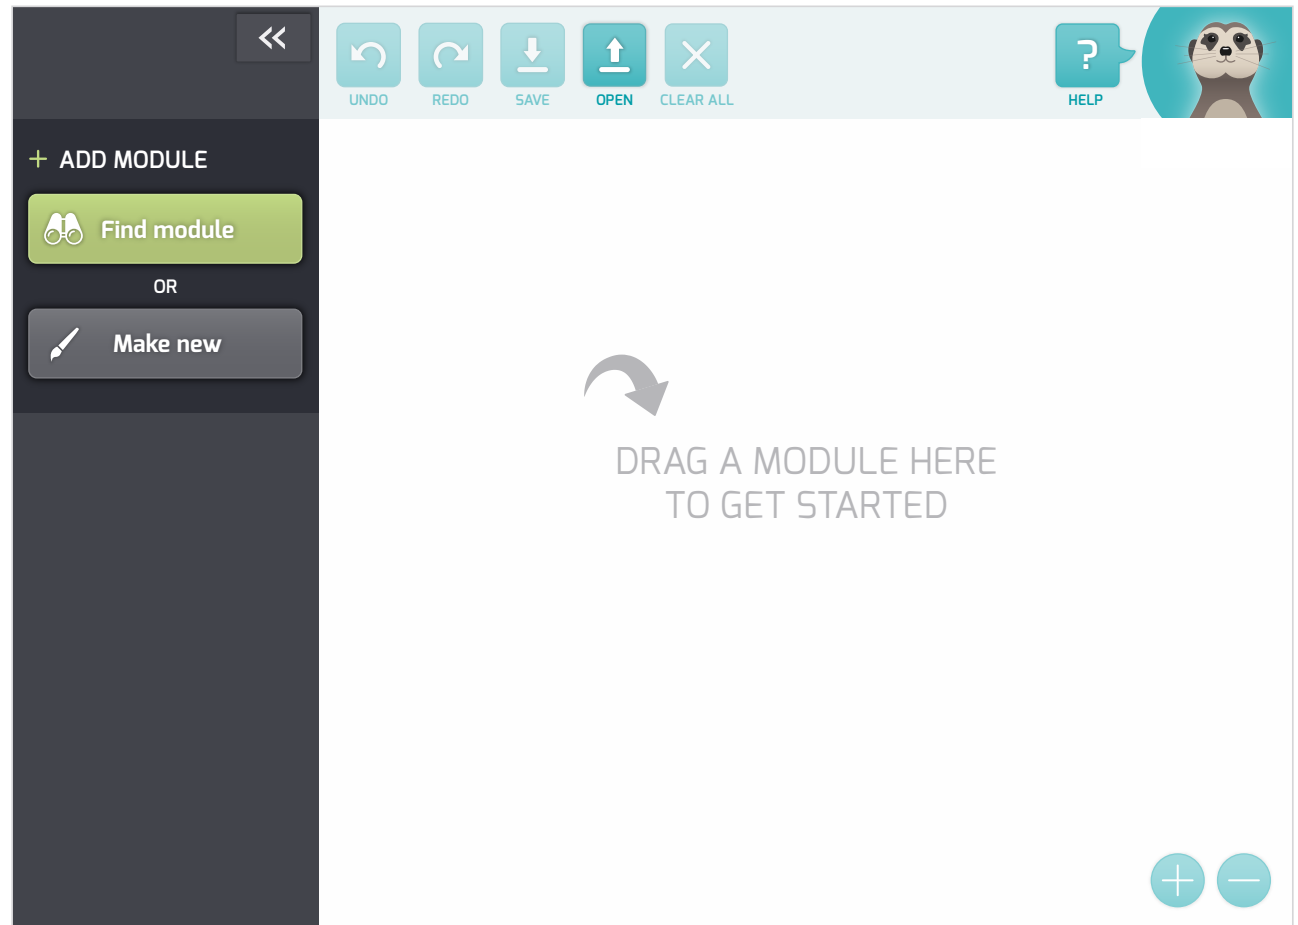 UNDO
REDO
SAVE
OPEN
CLEAR ALL
?
HELP
+ ADD MODULE
Find module
OR
Make new
DRAG A MODULE HERE
TO GET STARTED